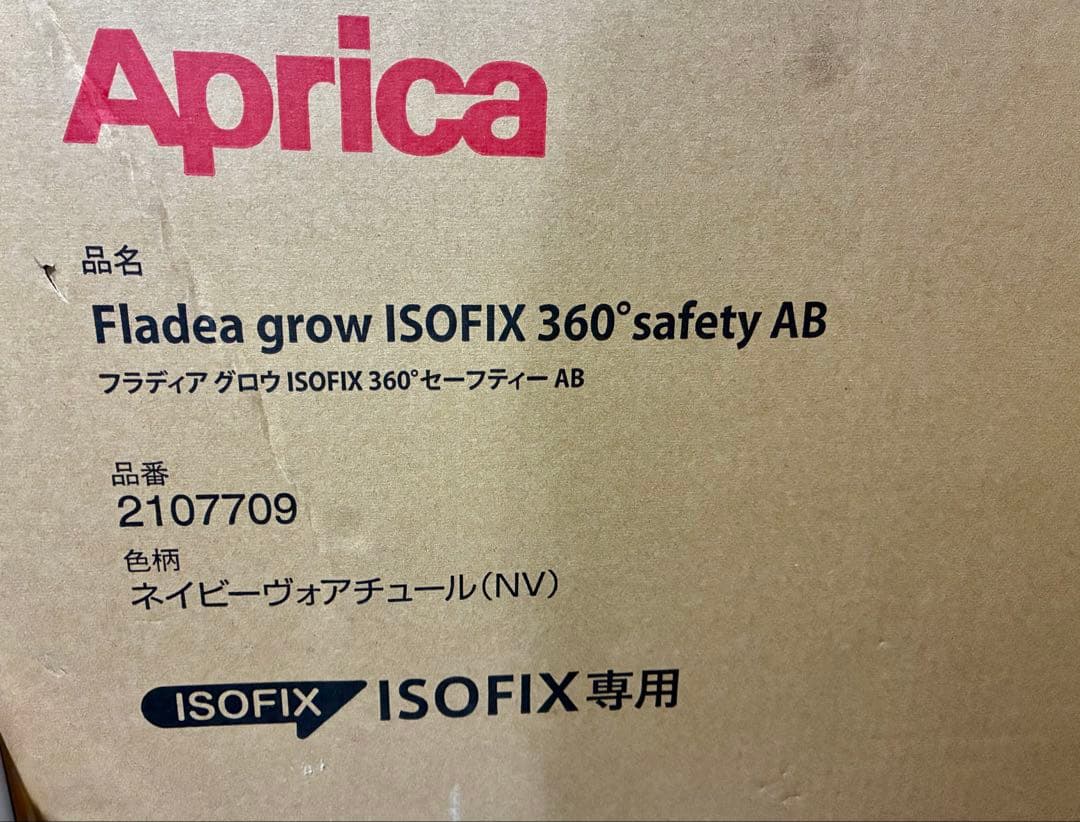 Aprica
品名
Fladea grow ISOFIX 360°safety AB
フラディア グロウ ISOFIX 360°セーフティー AB
品番
2107709
色柄
ネイビーヴォアチュール(NV)
ISOFIX ISOFIX専用